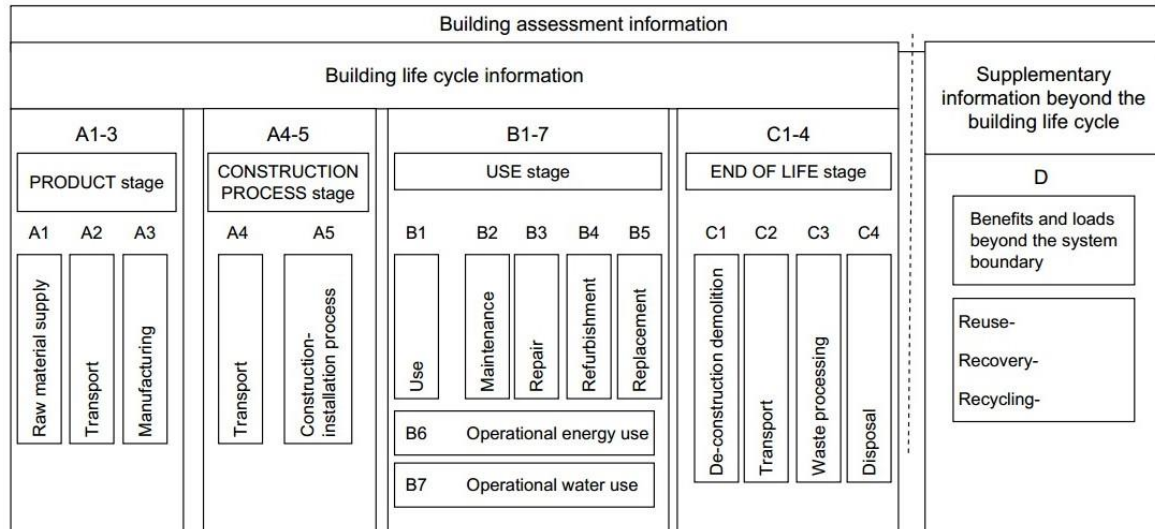 Building assessment information
Building life cycle information
Supplementary
information beyond the
building life cycle
A1-3
A4-5
B1-7
C1-4
D
PRODUCT stage
CONSTRUCTION
PROCESS stage
USE stage
END OF LIFE stage
Benefits and loads
beyond the system
boundary
A1
A2
A3
A4
A5
B1
B2
B3
B4
B5
C1
C2
C3
C4
Raw material supply
Transport
Manufacturing
Transport
Construction-
installation process
Use
Maintenance
Repair
Refurbishment
Replacement
De-construction demolition
Transport
Waste processing
Disposal
Reuse-
Recovery-
Recycling-
B6 Operational energy use
B7 Operational water use